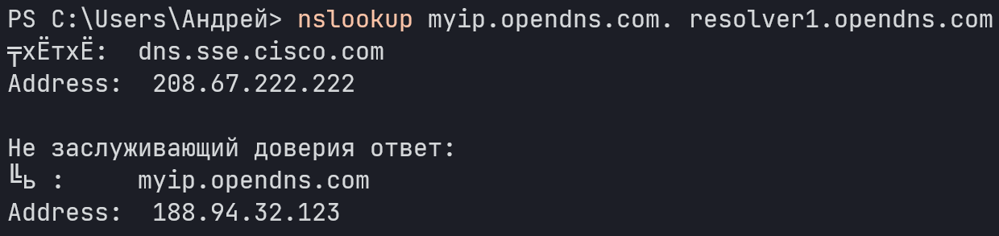 PS C:\Users\Андрей> nslookup myip.opendns.com. resolver1.opendns.com
╤хЁтхЁ:  dns.sse.cisco.com
Address:  208.67.222.222

Не заслуживающий доверия ответ:
╚ь :     myip.opendns.com
Address:  188.94.32.123